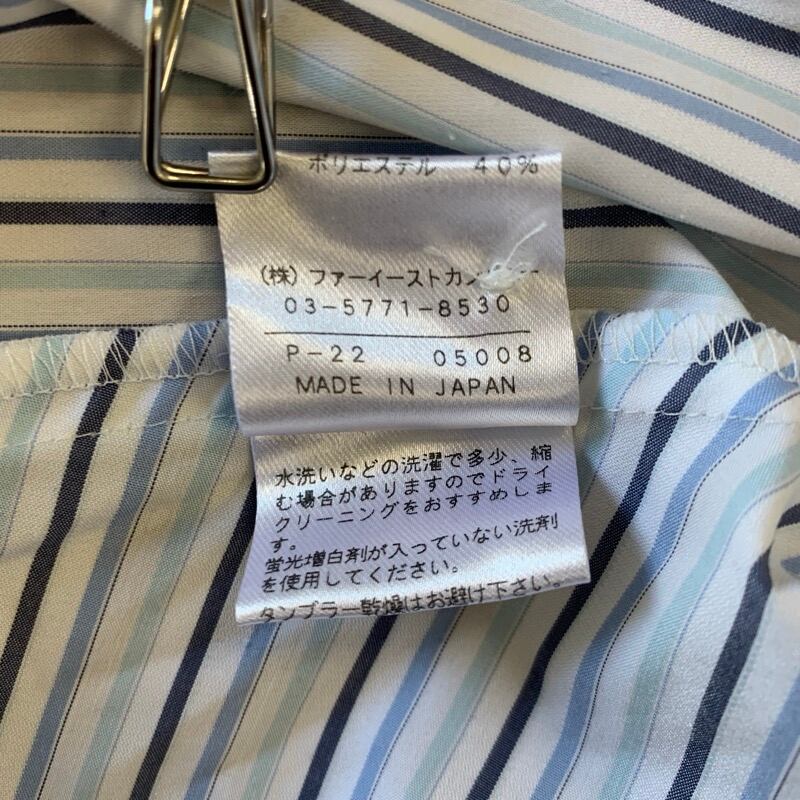 ポリエステル 40%
(株)ファーイーストカンパニー
03-5771-8530
P-22 05008
MADE IN JAPAN
水洗いなどの洗濯で多少、縮
む場合がありますのでドライ
クリーニングをおすすめしま
す。
蛍光増白剤が入っていない洗剤
を使用してください。
タンブラー乾燥はお避け下さい。